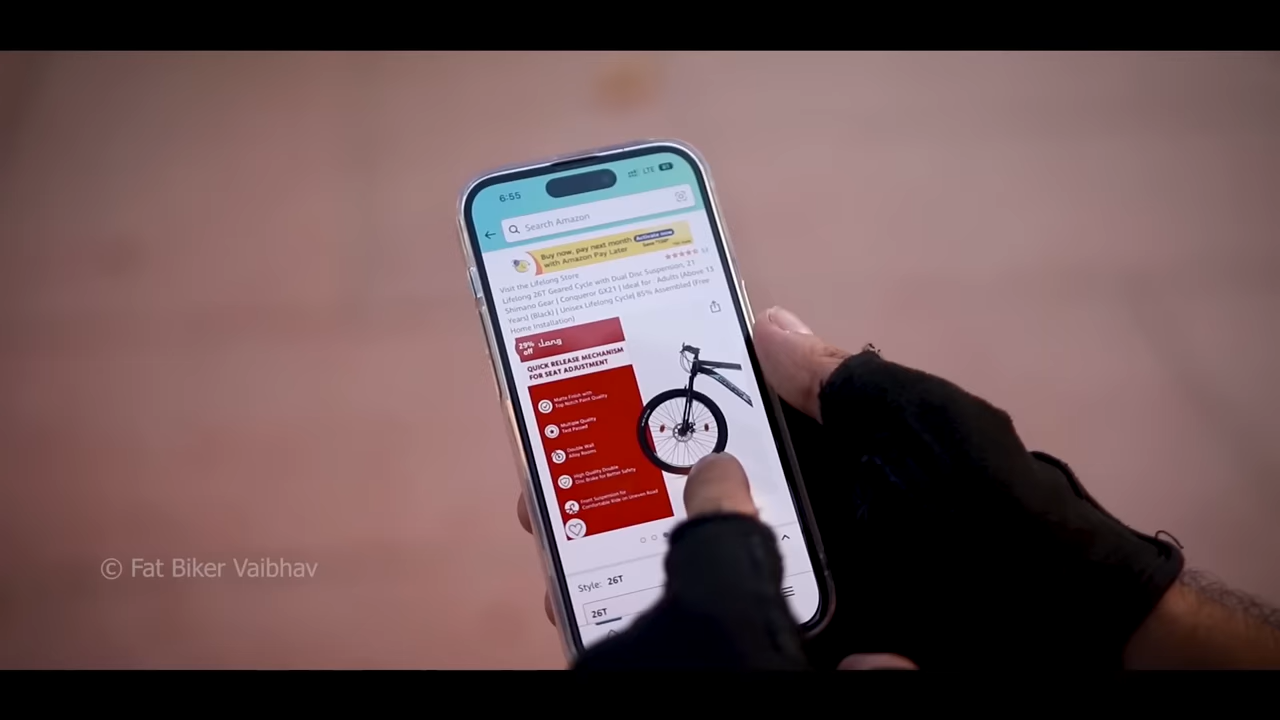 6:55
LTE
Search Amazon
Buy now, pay next month
with Amazon Pay Later
Activate now
Visit the Lifelong Store
Lifelong 26T Geared Cycle with Dual Disc Suspension, 21
Shimano Gear | Conqueror GX21 | Ideal for : Adults (Above 13
Years) (Black) | Unisex Lifelong Cycle| 85% Assembled (Free
Home Installation)
29%
off
QUICK RELEASE MECHANISM
FOR SEAT ADJUSTMENT
Matte Finish with
Top Notch Paint Quality
Multiple Quality
Test Passed
Double Wall
Alloy Rooms
High Quality Double
Disc Brake for Better Safety
Front Suspension for
Comfortable Ride on Uneven Road
Style: 26T
26T
© Fat Biker Vaibhav